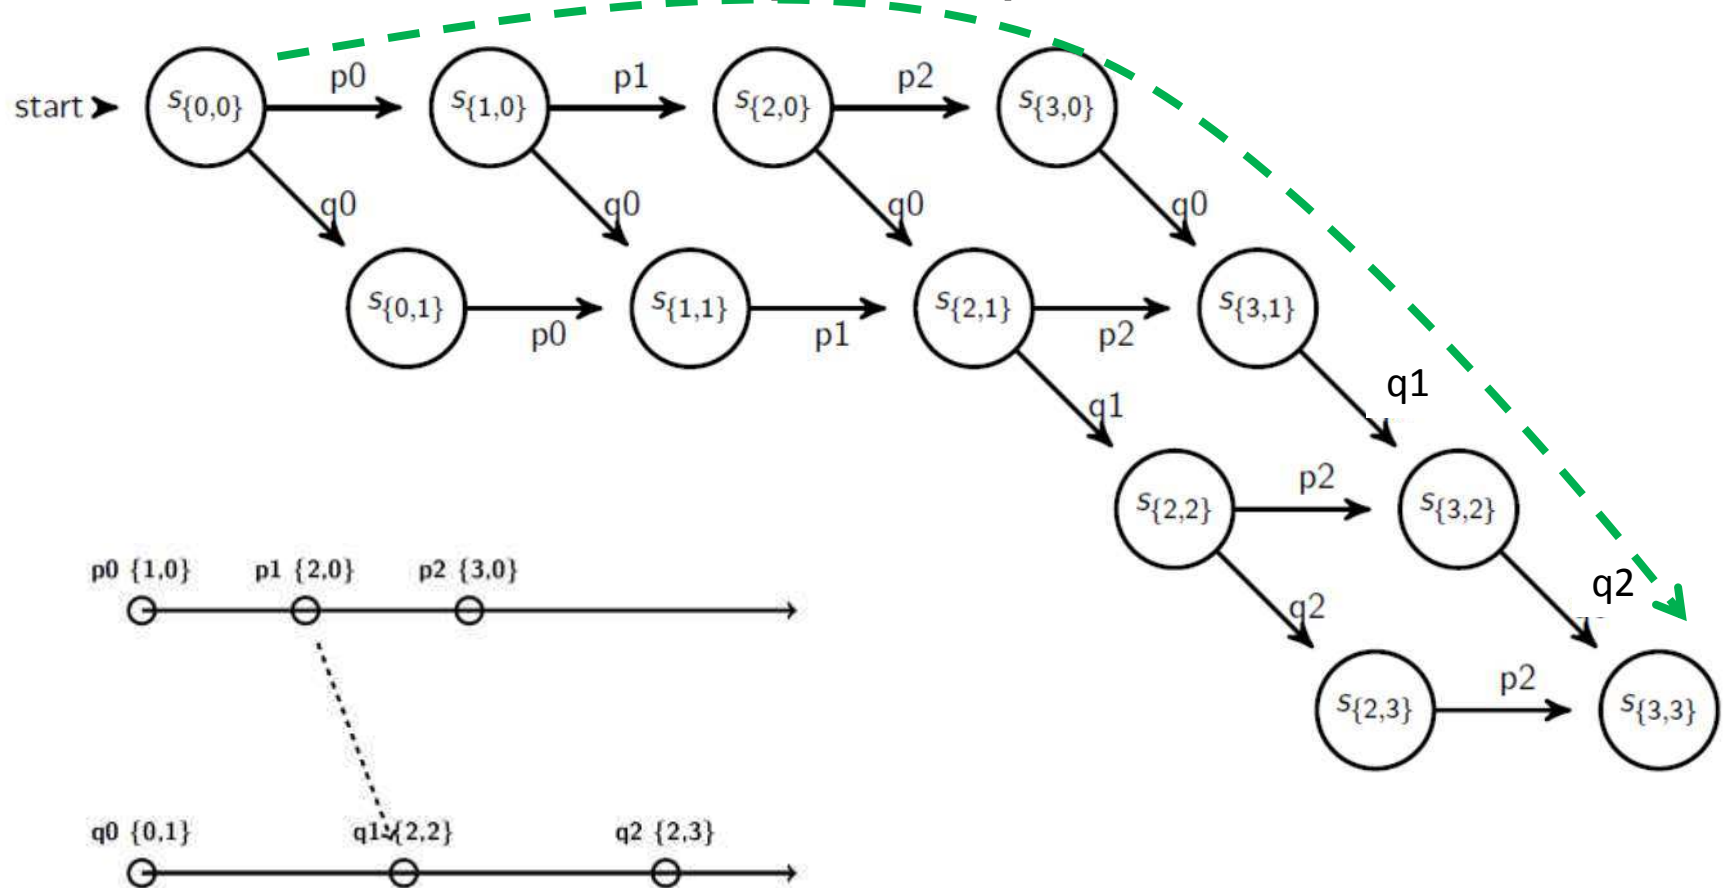 p0 p1 p2
start S{0,0} S{1,0} S{2,0} S{3,0}
q0 q0 q0 q0
S{0,1} S{1,1} S{2,1} S{3,1}
p0 p1 p2
q1 q1
p2
S{2,2} S{3,2}
p0 {1,0} p1 {2,0} p2 {3,0}
q2 q2
p2
S{2,3} S{3,3}
q0 {0,1} q1 {2,2} q2 {2,3}